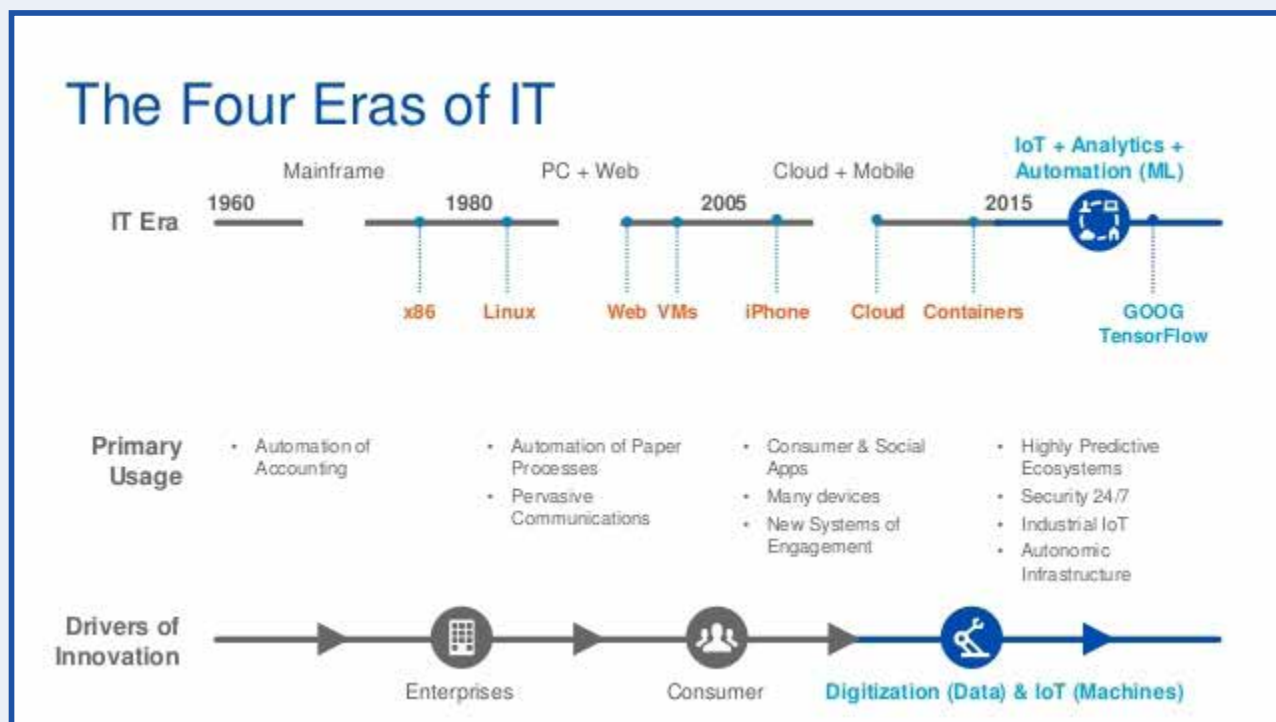 The Four Eras of IT
Mainframe
PC + Web
Cloud + Mobile
IoT + Analytics +
Automation (ML)
IT Era
1960
1980
2005
2015
x86
Linux
Web
VMs
iPhone
Cloud
Containers
GOOG
TensorFlow
Primary
Usage
• Automation of
Accounting
• Automation of Paper
Processes
• Pervasive
Communications
• Consumer & Social
Apps
• Many devices
• New Systems of
Engagement
• Highly Predictive
Ecosystems
• Security 24/7
• Industrial IoT
• Autonomic
Infrastructure
Drivers of
Innovation
Enterprises
Consumer
Digitization (Data) & IoT (Machines)